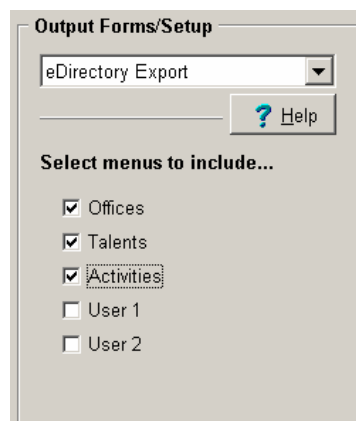 Output Forms/Setup
eDirectory Export
? Help
Select menus to include...
Offices
Talents
Activities
User 1
User 2